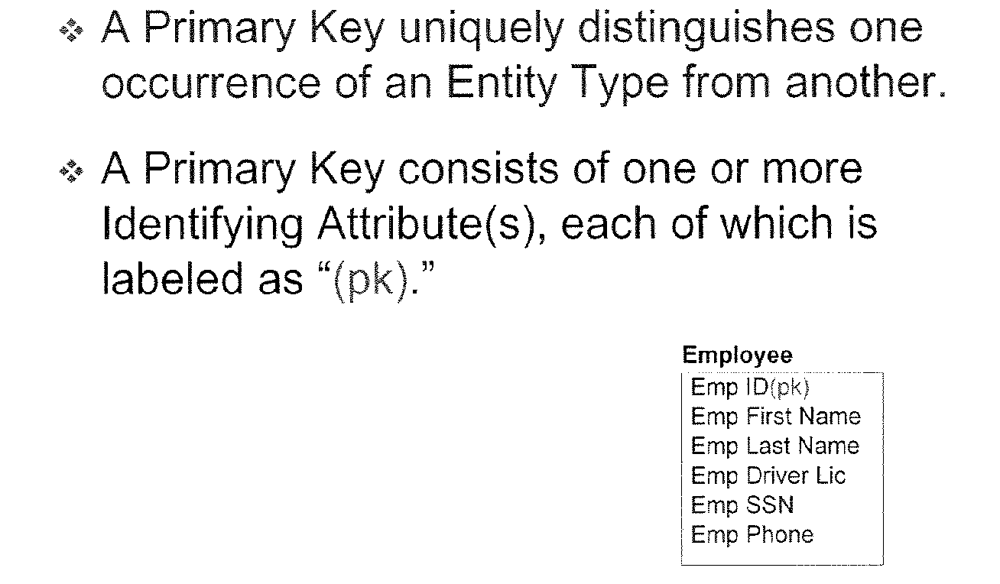 ❖ A Primary Key uniquely distinguishes one
occurrence of an Entity Type from another.
❖ A Primary Key consists of one or more
Identifying Attribute(s), each of which is
labeled as “(pk).”
Employee
Emp ID(pk)
Emp First Name
Emp Last Name
Emp Driver Lic
Emp SSN
Emp Phone